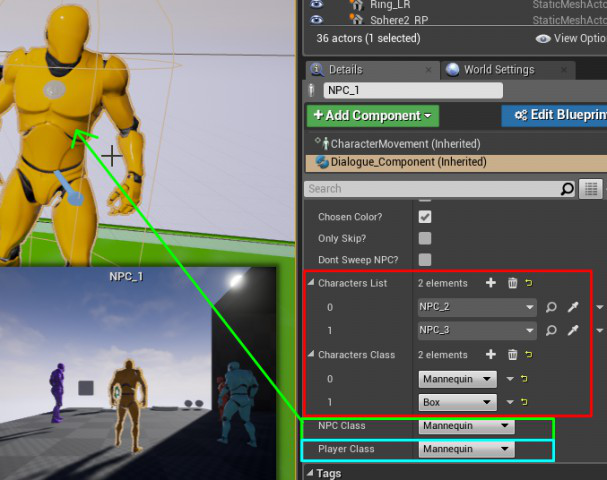 Ring_LR StaticMeshActo
Sphere2_RP StaticMeshActo
36 actors (1 selected) View Optio
Details World Settings
NPC_1
+ Add Component Edit Blueprin
CharacterMovement (Inherited)
Dialogue_Component (Inherited)
Search
Chosen Color?
Only Skip?
Dont Sweep NPC?
Characters List 2 elements
0 NPC_2
1 NPC_3
Characters Class 2 elements
0 Mannequin
1 Box
NPC Class Mannequin
Player Class Mannequin
Tags
NPC_1